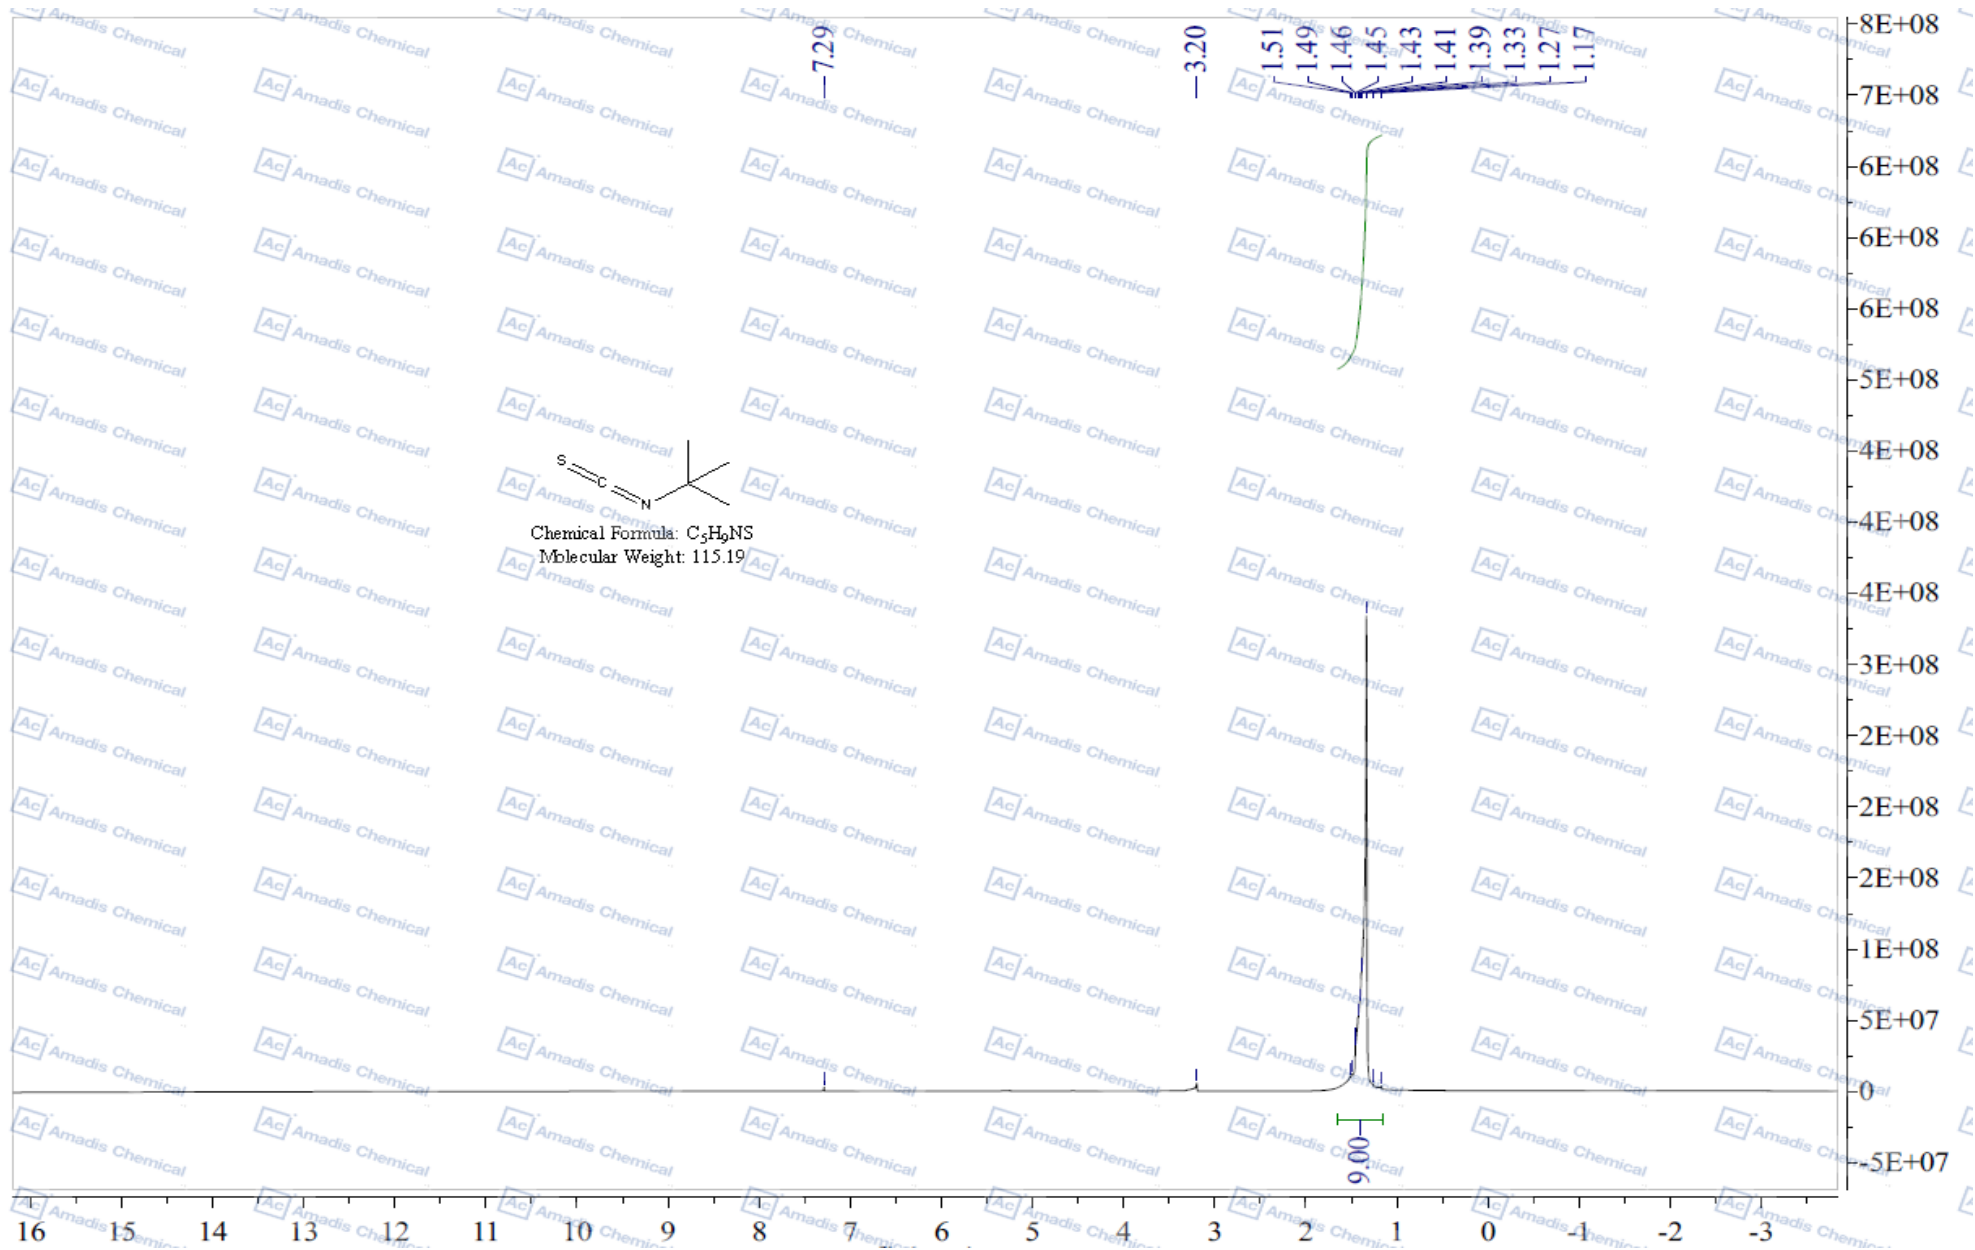 7.29
3.20
1.51
1.49
1.46
1.45
1.43
1.41
1.39
1.33
1.27
1.17
8E+08
7E+08
6E+08
6E+08
6E+08
5E+08
4E+08
4E+08
4E+08
3E+08
2E+08
2E+08
2E+08
1E+08
5E+07
0
-5E+07
S
C
N
Chemical Formula: C5H9NS
Molecular Weight: 115.19
9.00
16 15 14 13 12 11 10 9 8 7 6 5 4 3 2 1 0 -1 -2 -3
Ac Amadis Chemical